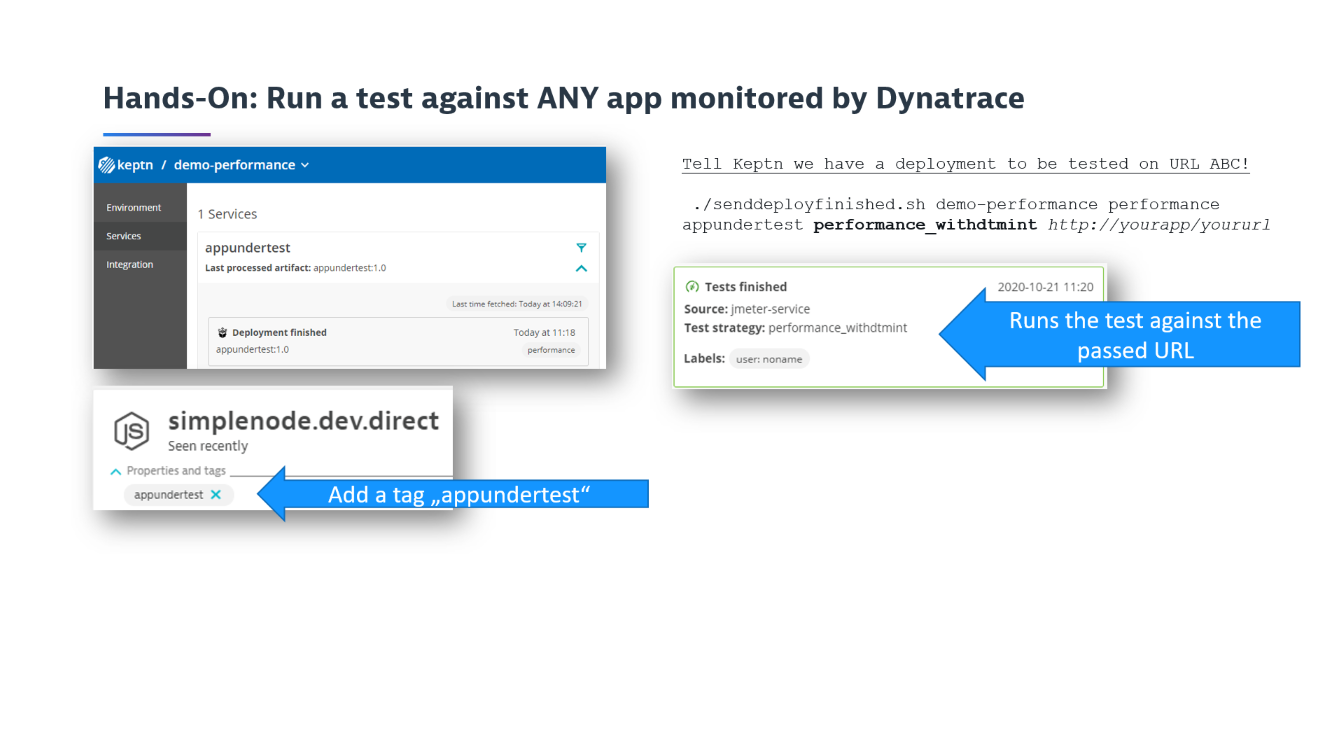 Hands-On: Run a test against ANY app monitored by Dynatrace
keptn / demo-performance
Environment
Services
Integration
1 Services
appundertest
Last processed artifact: appundertest:1.0
Last time fetched: Today at 14:09:21
Deployment finished
Today at 11:18
appundertest:1.0
performance
JS
simplenode.dev.direct
Seen recently
Properties and tags
appundertest
Add a tag „appundertest“
Tell Keptn we have a deployment to be tested on URL ABC!
./senddeployfinished.sh demo-performance performance
appundertest performance_withdtmint http://yourapp/yoururl
Tests finished
2020-10-21 11:20
Source: jmeter-service
Test strategy: performance_withdtmint
Labels: user: noname
Runs the test against the
passed URL